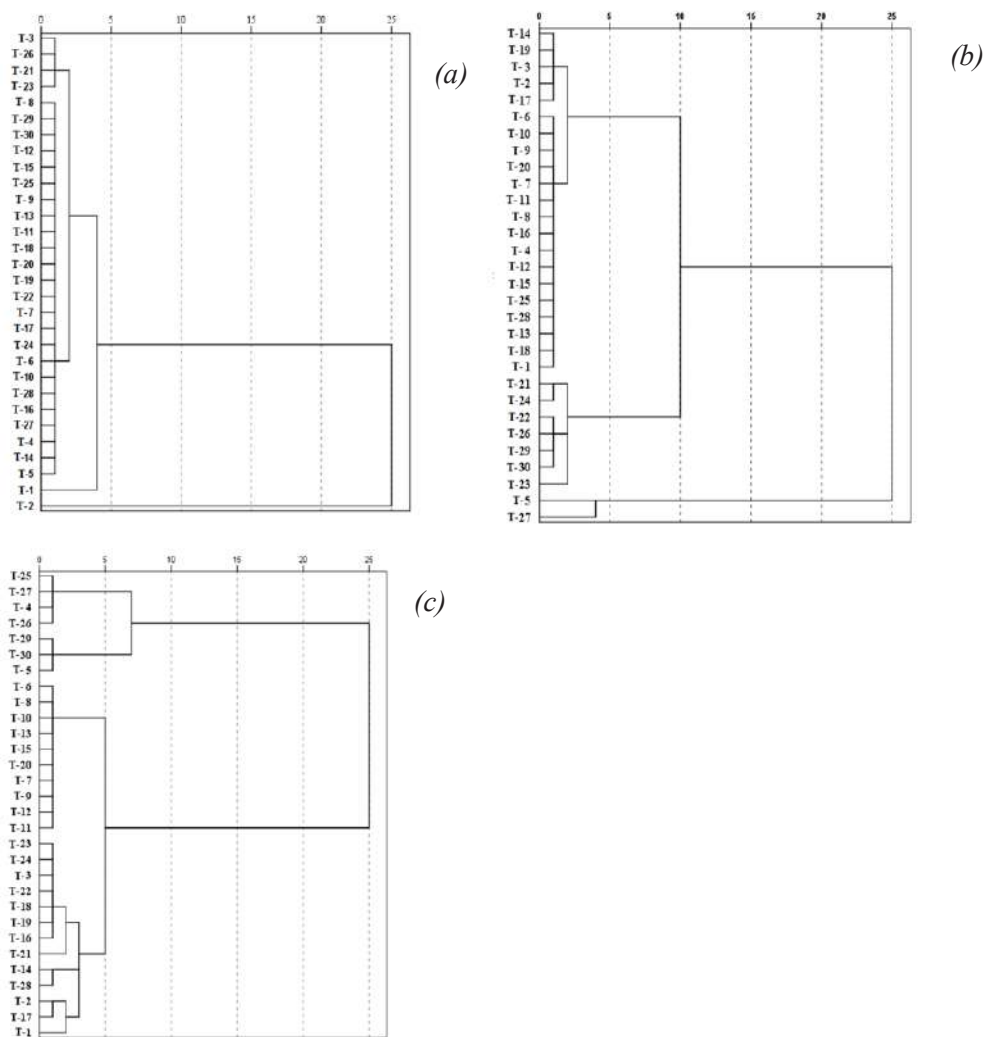 0 5 10 15 20 25
T-3
T-26
T-21
T-23
T-8
T-29
T-30
T-12
T-15
T-25
T-9
T-13
T-11
T-18
T-20
T-19
T-22
T-7
T-17
T-24
T-6
T-10
T-28
T-16
T-27
T-4
T-14
T-5
T-1
T-2
(a)
0 5 10 15 20 25
T-14
T-19
T-3
T-2
T-17
T-6
T-10
T-9
T-20
T-7
T-11
T-8
T-16
T-4
T-12
T-15
T-25
T-28
T-13
T-18
T-1
T-21
T-24
T-22
T-26
T-29
T-30
T-23
T-5
T-27
(b)
0 5 10 15 20 25
T-25
T-27
T-4
T-26
T-29
T-30
T-5
T-6
T-8
T-10
T-13
T-15
T-20
T-7
T-9
T-12
T-11
T-23
T-24
T-3
T-22
T-18
T-19
T-16
T-21
T-14
T-28
T-2
T-17
T-1
(c)